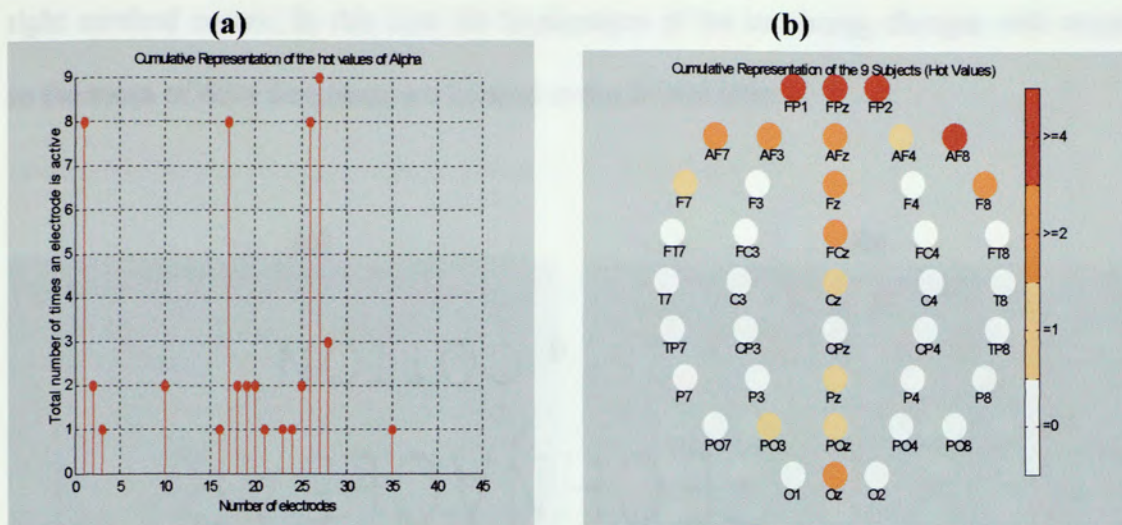 (a)
(b)
Cumulative Representation of the hot values of Alpha
Total number of times an electrode is active
9
8
7
6
5
4
3
2
1
0
0 5 10 15 20 25 30 35 40 45
Number of electrodes
Cumulative Representation of the 9 Subjects (Hot Values)
FP1 FPz FP2
AF7 AF3 AFz AF4 AF8
F7 F3 Fz F4 F8
FT7 FC3 FCz FC4 FT8
T7 C3 Cz C4 T8
TP7 CP3 CPz CP4 TP8
P7 P3 Pz P4 P8
PO7 PO3 POz PO4 PO8
O1 Oz O2
>=4
>=2
=1
=0